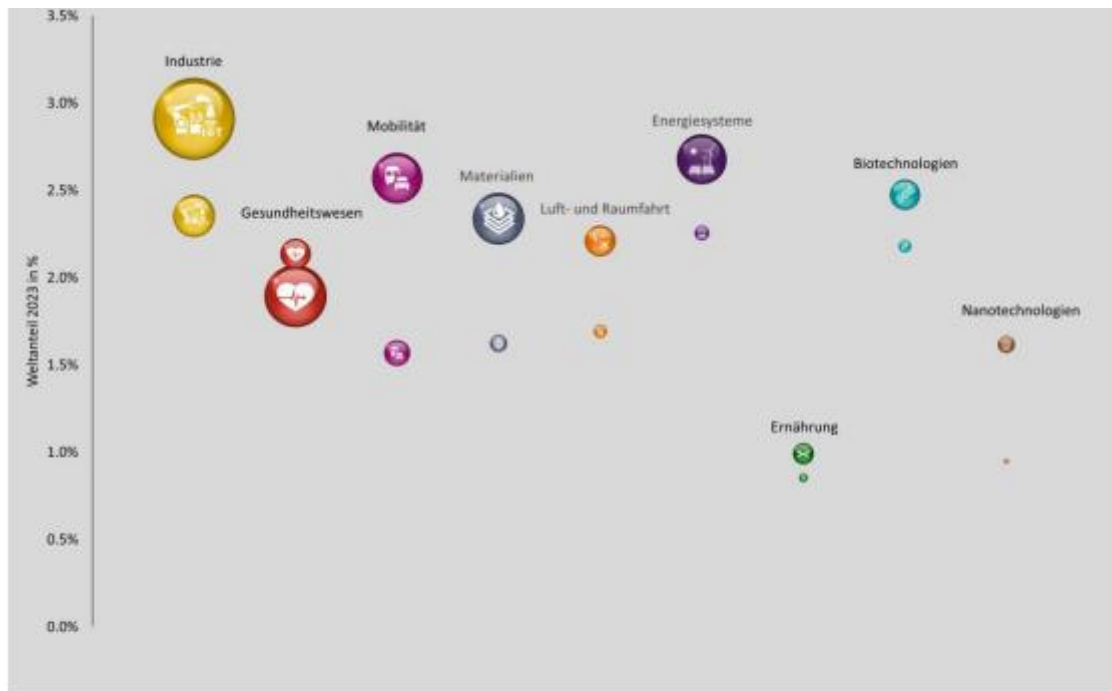 3.5%
Industrie
3.0%
Mobilität
Energiesysteme
Biotechnologien
Materialien
2.5%
Gesundheitswesen
Luft- und Raumfahrt
2.0%
Weltanteil 2023 in %
Nanotechnologien
1.5%
Ernährung
1.0%
0.5%
0.0%